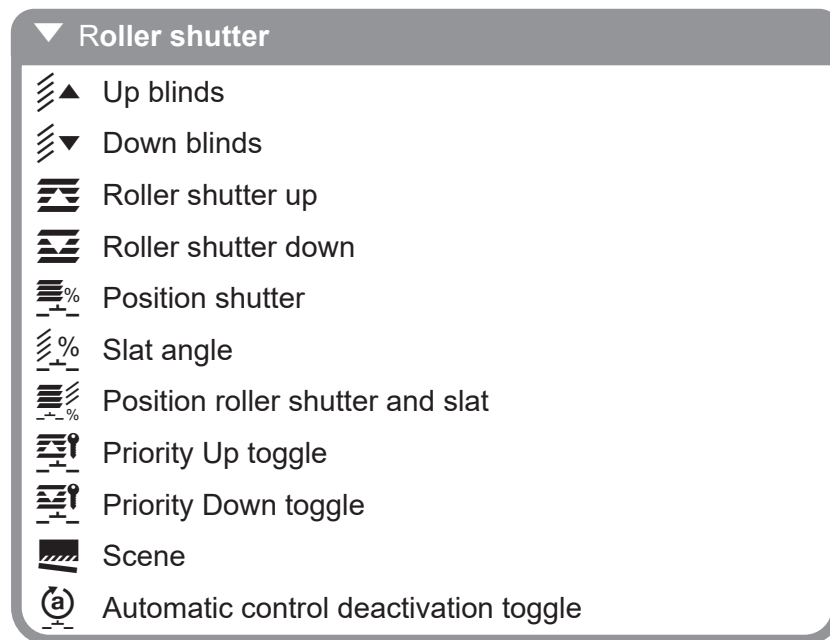 Roller shutter
Up blinds
Down blinds
Roller shutter up
Roller shutter down
% Position shutter
% Slat angle
% Position roller shutter and slat
Priority Up toggle
Priority Down toggle
Scene
a Automatic control deactivation toggle